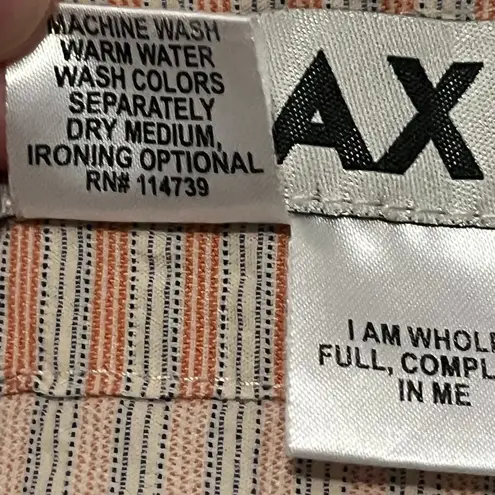 MACHINE WASH
WARM WATER
WASH COLORS
SEPARATELY
DRY MEDIUM,
IRONING OPTIONAL
RN# 114739
AX
I AM WHOLE
FULL, COMPL
IN ME